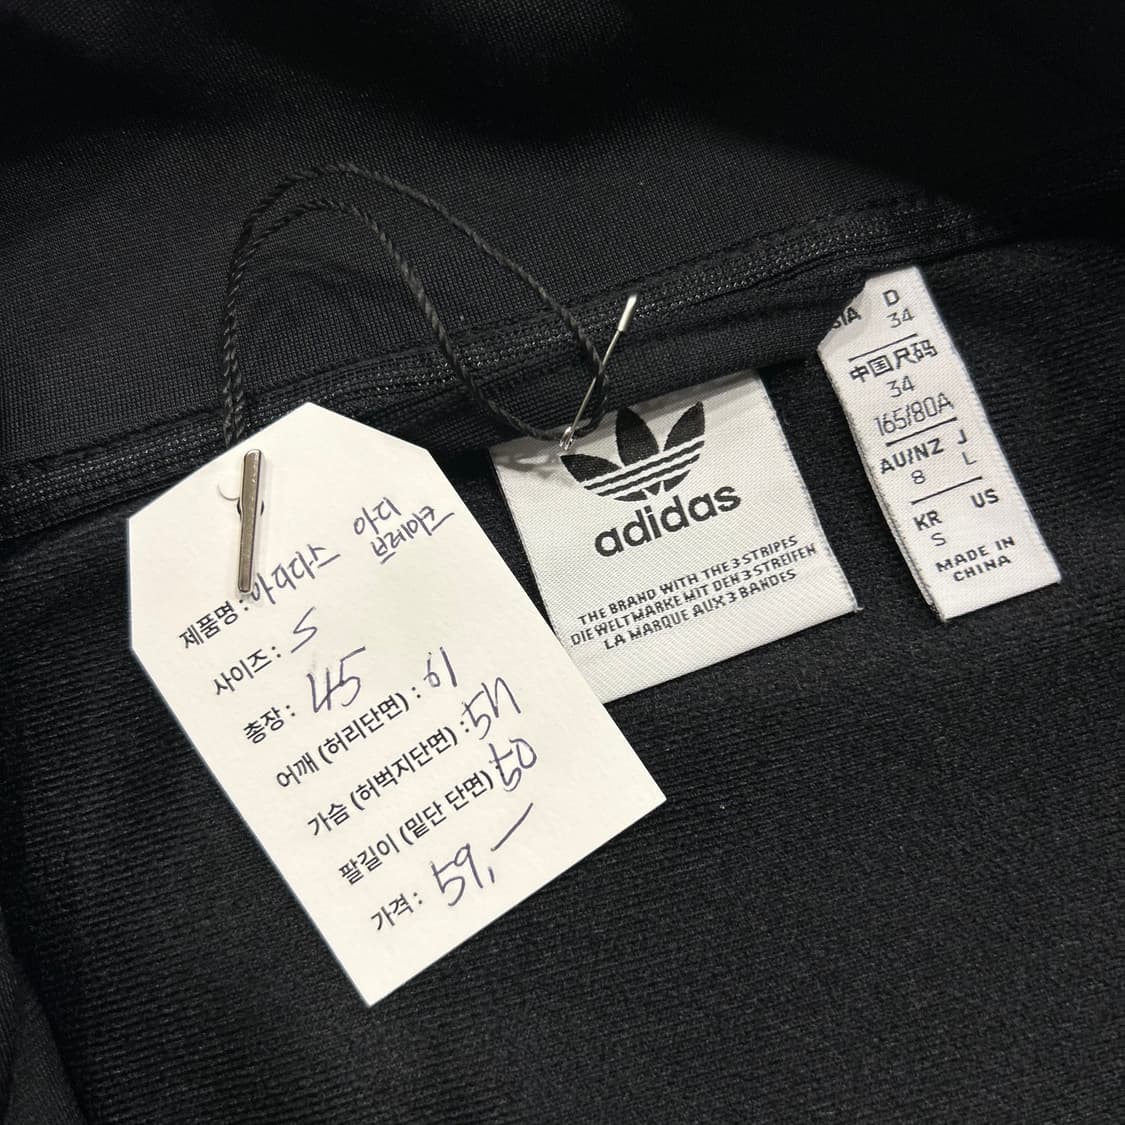 제품명 : 아디다스 아디
브레이크
사이즈 : S
총장 : 45
어깨 (허리단면) : 61
가슴 (허벅지단면) : 54
팔길이 (밑단 단면) 50
가격 : 59,—
adidas
THE BRAND WITH THE 3 STRIPES
DIE WELTMARKE MIT DEN 3 STREIFEN
LA MARQUE AUX 3 BANDES
D
34
中国尺码
34
165/80A
AU/NZ J
8 L
KR US
S
MADE IN
CHINA